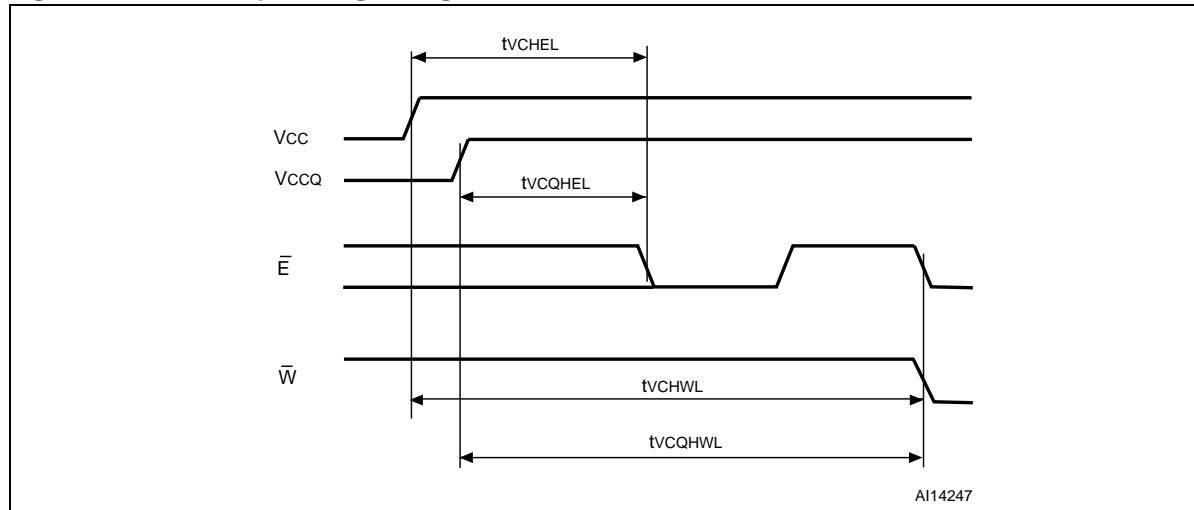 tVCHEL
VCC
VCCQ
tVCQHEL
E̅
W̅
tVCHWL
tVCQHWL
AI14247